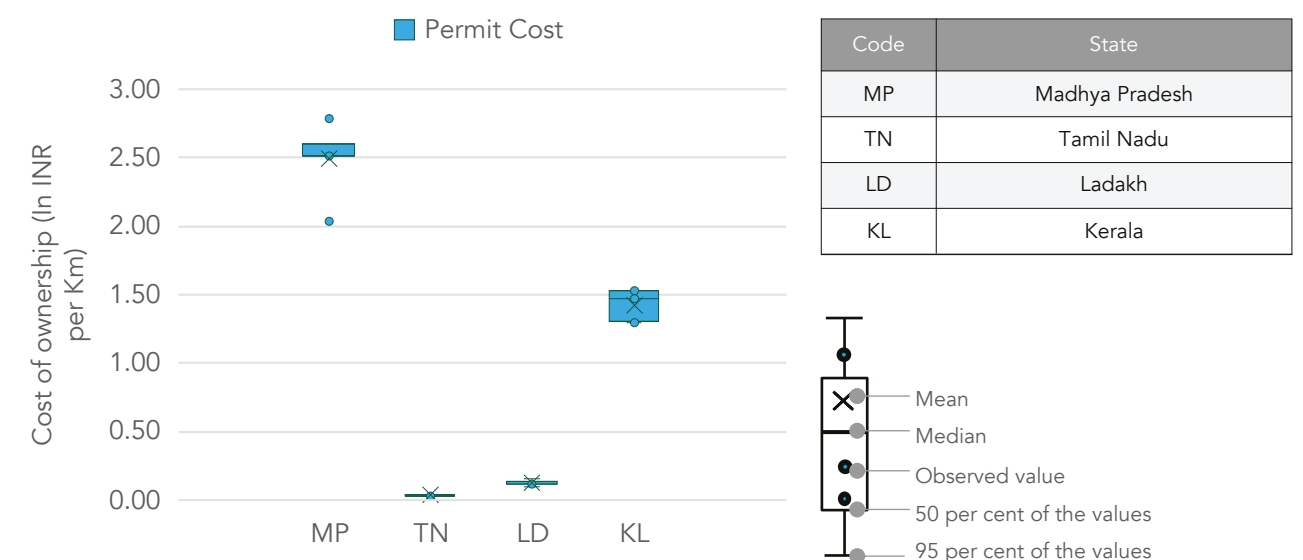 Permit Cost
Cost of ownership (In INR
per Km)
3.00
2.50
2.00
1.50
1.00
0.50
0.00
MP TN LD KL
Code State
MP Madhya Pradesh
TN Tamil Nadu
LD Ladakh
KL Kerala
Mean
Median
Observed value
50 per cent of the values
95 per cent of the values